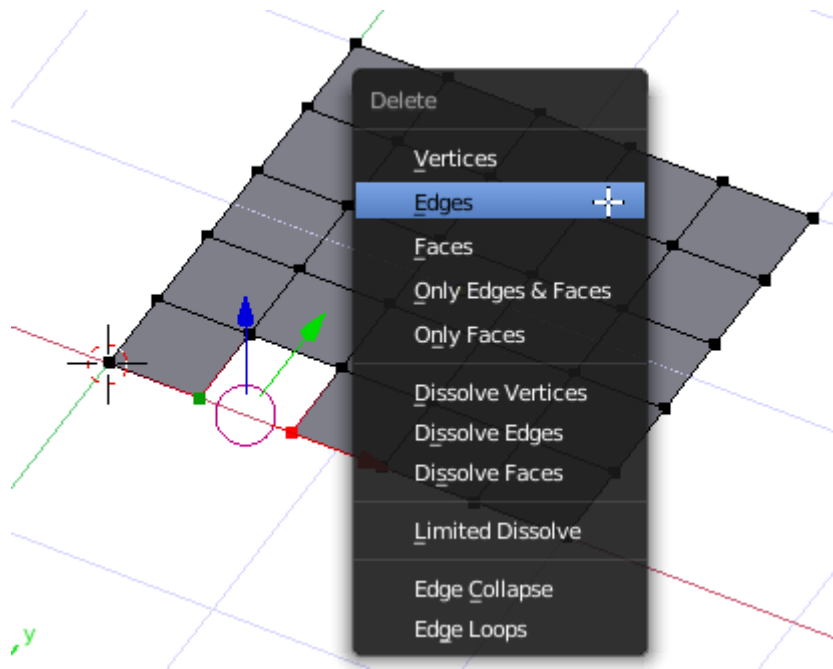 Delete
Vertices
Edges
Faces
Only Edges & Faces
Only Faces
Dissolve Vertices
Dissolve Edges
Dissolve Faces
Limited Dissolve
Edge Collapse
Edge Loops
y